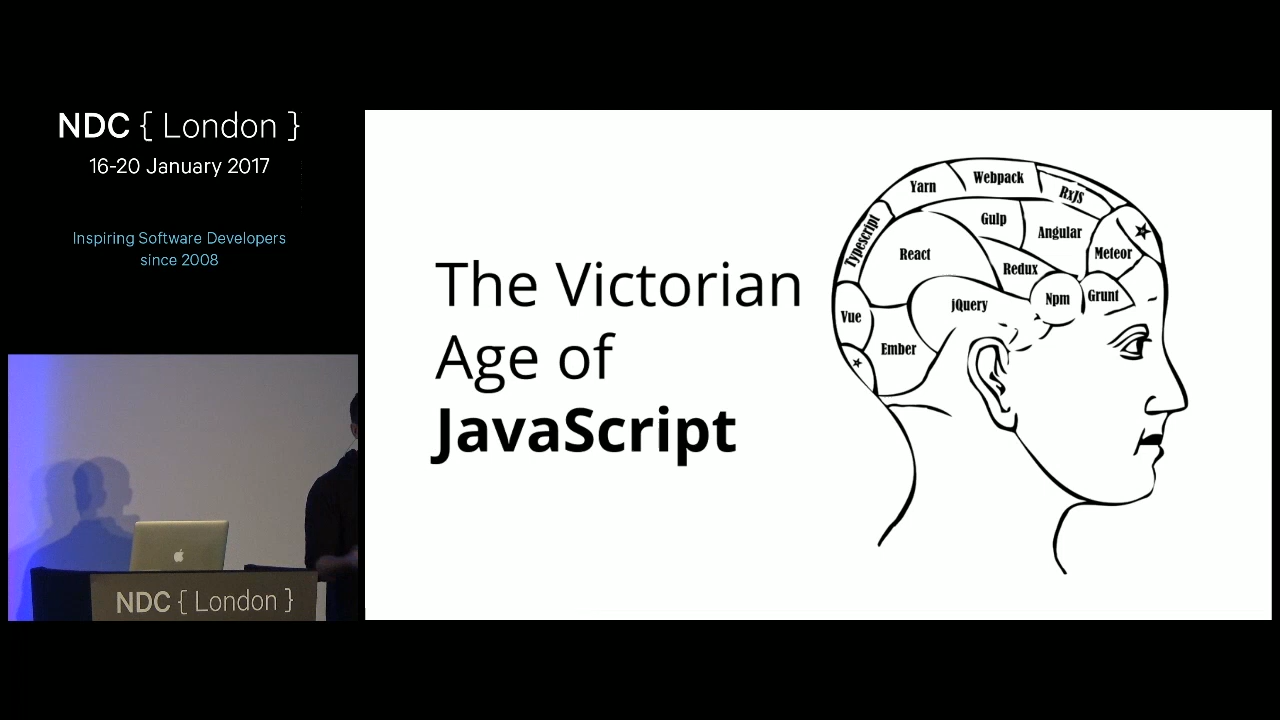 NDC { London }
16-20 January 2017
Inspiring Software Developers
since 2008
NDC { London }
The Victorian
Age of
JavaScript
Yarn
Webpack
RxJS
Typescript
Gulp
Angular
React
Redux
Meteor
Vue
jQuery
Npm
Grunt
Ember